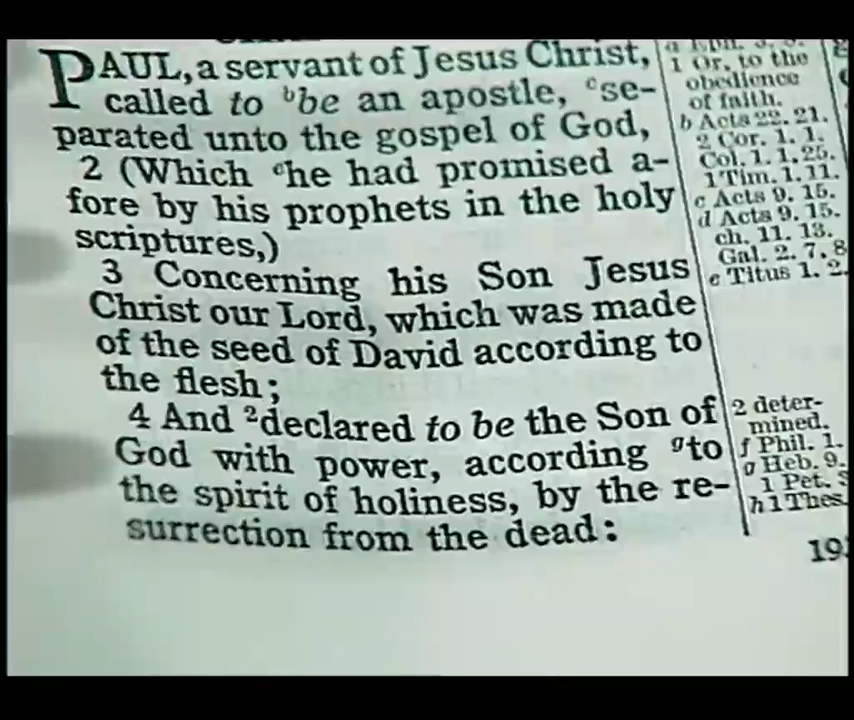 PAUL, a servant of Jesus Christ,
called to ᵇbe an apostle, ᶜse-
parated unto the gospel of God,
2 (Which ᵉhe had promised a-
fore by his prophets in the holy
scriptures,)
3 Concerning his Son Jesus
Christ our Lord, which was made
of the seed of David according to
the flesh;
4 And ²declared to be the Son of
God with power, according ᵍto
the spirit of holiness, by the re-
surrection from the dead:
1 Or, to the
obedience
of faith.
b Acts 22. 21.
2 Cor. 1. 1.
Col. 1. 1.25.
1 Tim. 1. 11.
c Acts 9. 15.
d Acts 9. 15.
ch. 11. 13.
Gal. 2. 7. 8
e Titus 1. 2.
2 deter-
mined.
f Phil. 1.
g Heb. 9.
1 Pet.
h 1 Thes